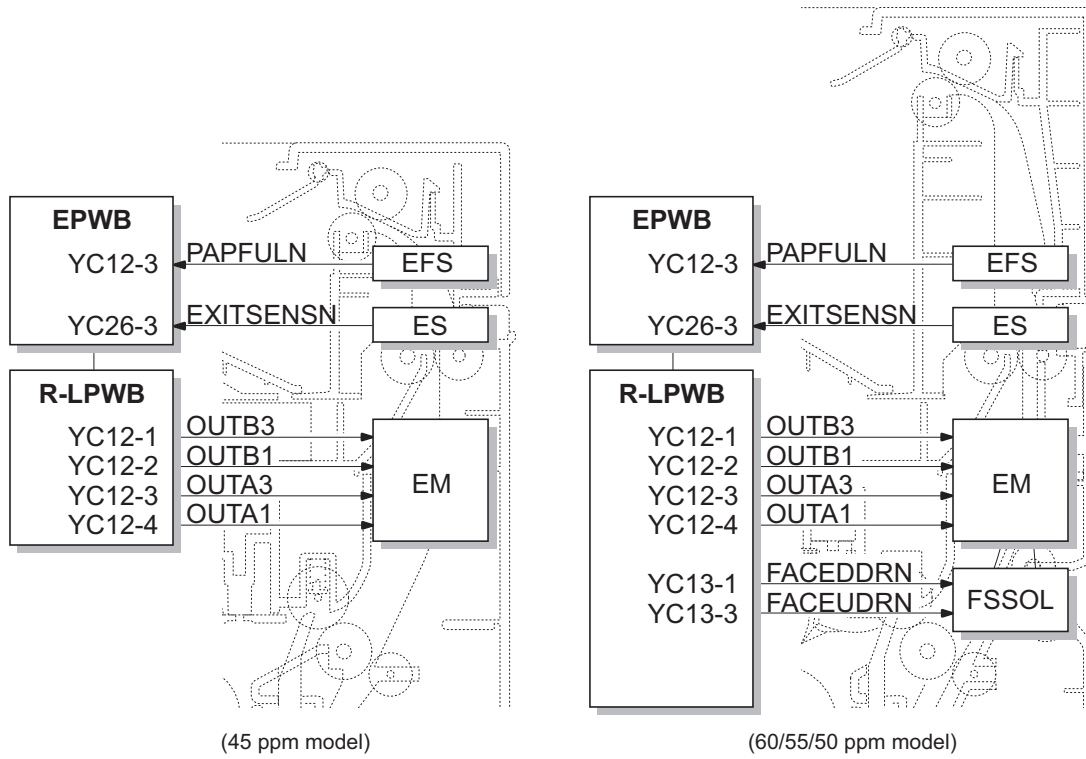 EPWB
YC12-3 PAPFULN EFS
YC26-3 EXITSENSN ES
R-LPWB
YC12-1 OUTB3
YC12-2 OUTB1
YC12-3 OUTA3
YC12-4 OUTA1
EM
(45 ppm model)
EPWB
YC12-3 PAPFULN EFS
YC26-3 EXITSENSN ES
R-LPWB
YC12-1 OUTB3
YC12-2 OUTB1
YC12-3 OUTA3
YC12-4 OUTA1
EM
YC13-1 FACEDDRN
YC13-3 FACEUDRN
FSSOL
(60/55/50 ppm model)